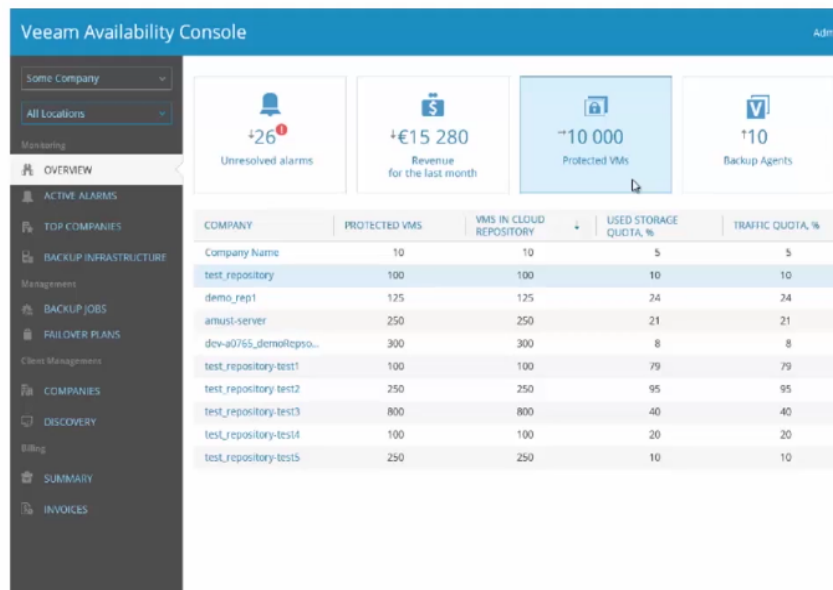 Veeam Availability Console
Adm
Some Company
All Locations
Monitoring
OVERVIEW
ACTIVE ALARMS
TOP COMPANIES
BACKUP INFRASTRUCTURE
Management
BACKUP JOBS
FAILOVER PLANS
Client Management
COMPANIES
DISCOVERY
Billing
SUMMARY
INVOICES
↓26
Unresolved alarms
↓€15 280
Revenue
for the last month
→10 000
Protected VMs
↑10
Backup Agents
COMPANY PROTECTED VMS VMS IN CLOUD REPOSITORY ↓ USED STORAGE QUOTA, % TRAFFIC QUOTA, %
Company Name 10 10 5 5
test_repository 100 100 10 10
demo_rep1 125 125 24 24
amust-server 250 250 21 21
dev-a0765_demoRepso... 300 300 8 8
test_repository-test1 100 100 79 79
test_repository-test2 250 250 95 95
test_repository-test3 800 800 40 40
test_repository-test4 100 100 20 20
test_repository-test5 250 250 10 10